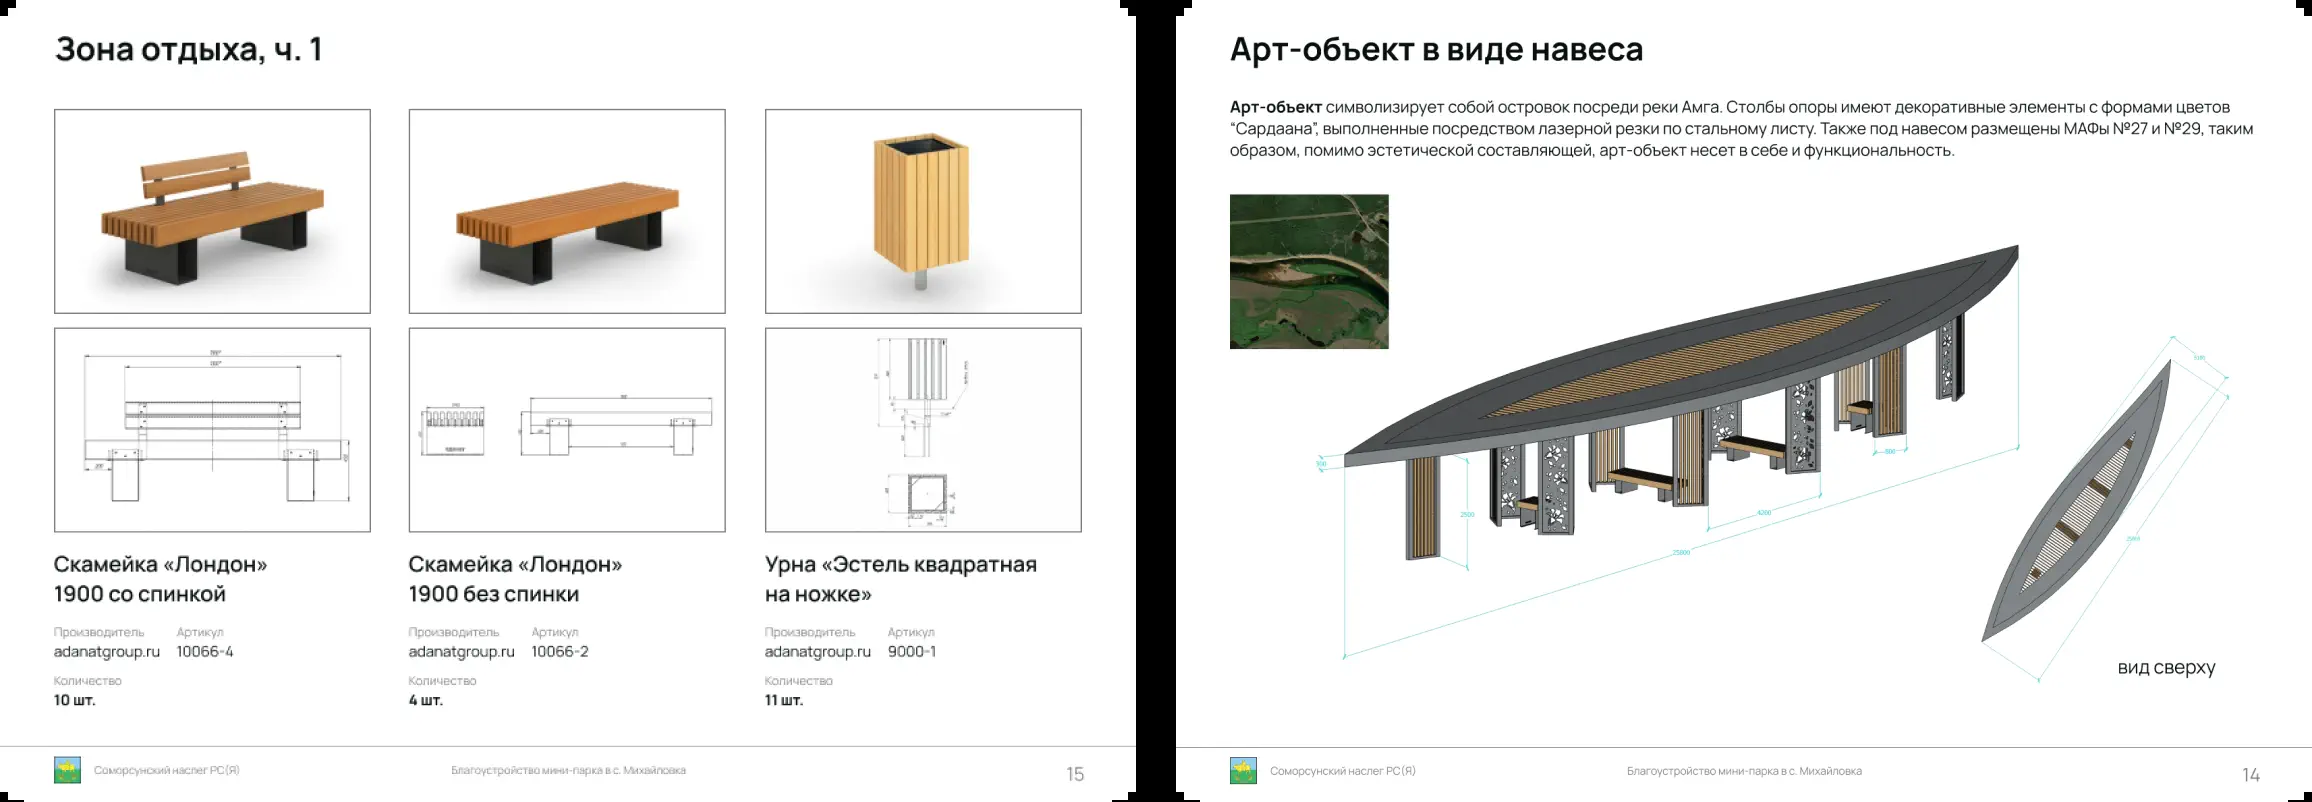 Зона отдыха, ч. 1
Скамейка «Лондон»
1900 со спинкой
Производитель Артикул
adanatgroup.ru 10066-4
Количество
10 шт.
Скамейка «Лондон»
1900 без спинки
Производитель Артикул
adanatgroup.ru 10066-2
Количество
4 шт.
Урна «Эстель квадратная
на ножке»
Производитель Артикул
adanatgroup.ru 9000-1
Количество
11 шт.
Соморсунский наслег РС(Я)
Благоустройство мини-парка в с. Михайловка
15
Арт-объект в виде навеса
Арт-объект символизирует собой островок посреди реки Амга. Столбы опоры имеют декоративные элементы с формами цветов
“Сардаана”, выполненные посредством лазерной резки по стальному листу. Также под навесом размещены МАФы №27 и №29, таким
образом, помимо эстетической составляющей, арт-объект несет в себе и функциональность.
2500
4200
25000
вид сверху
Соморсунский наслег РС(Я)
Благоустройство мини-парка в с. Михайловка
14